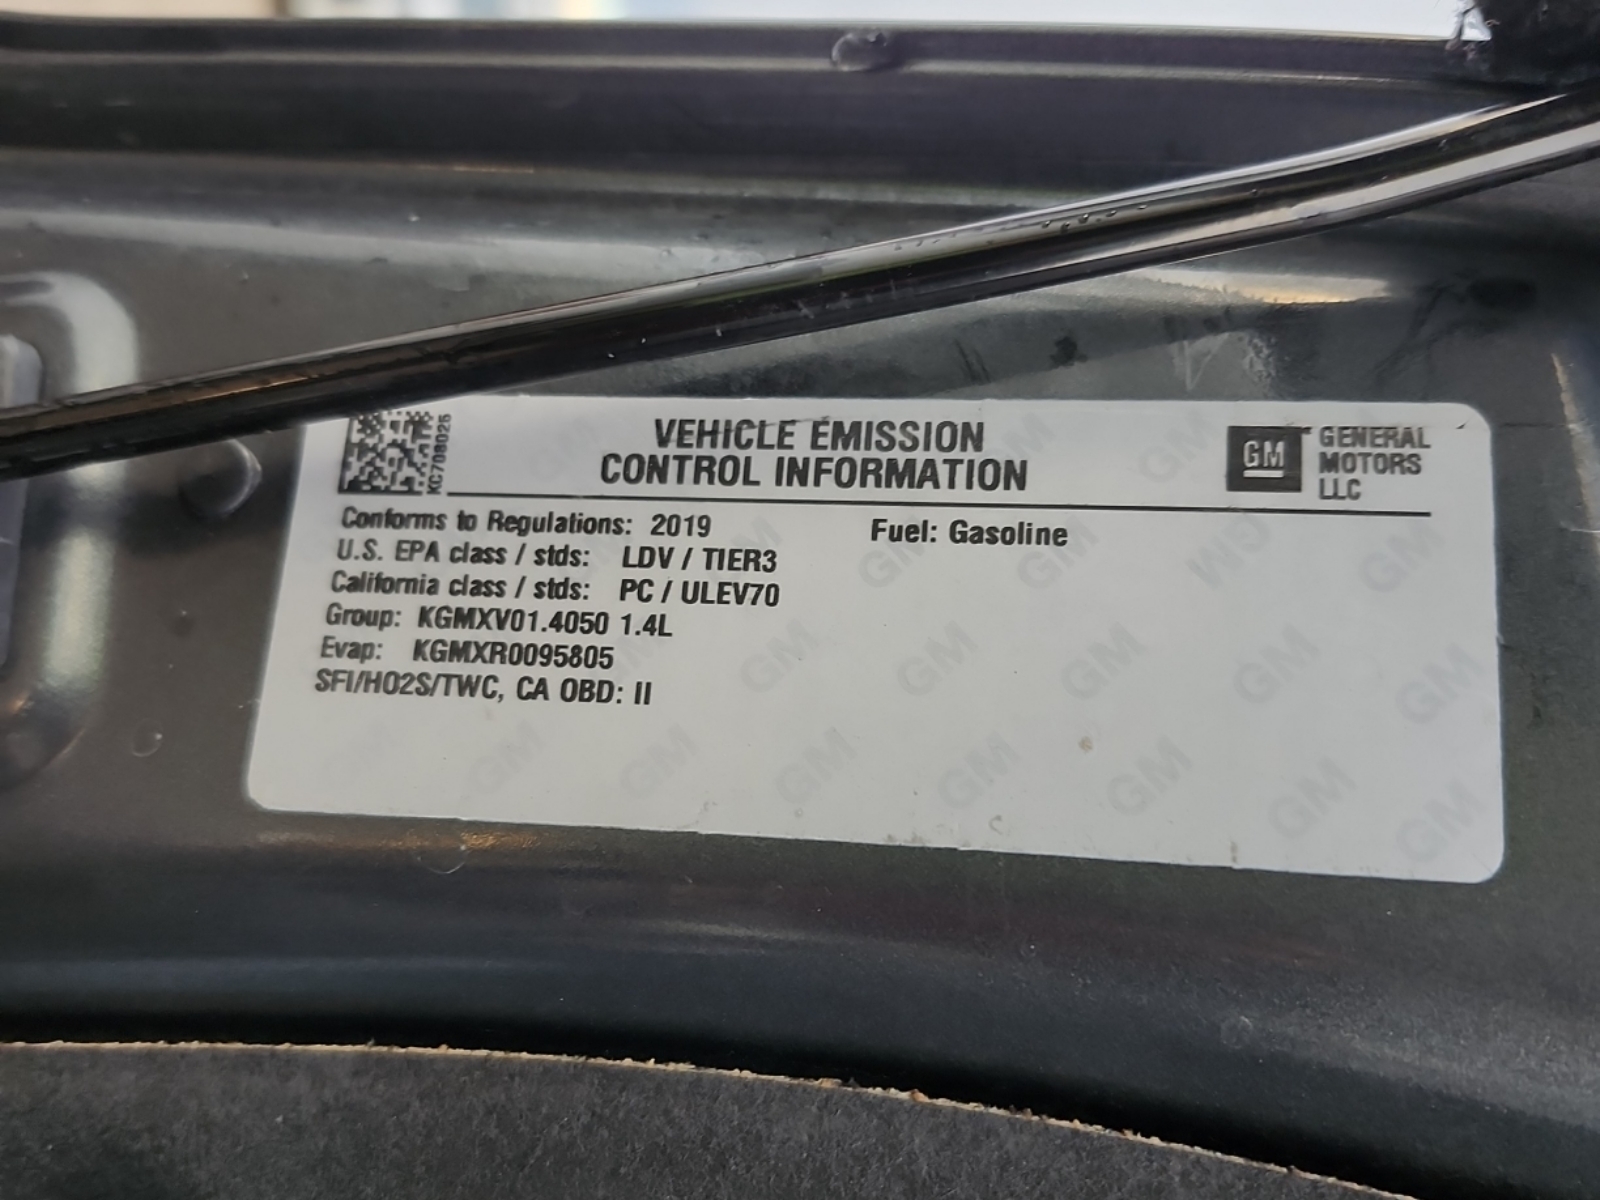 KC708025
VEHICLE EMISSION
CONTROL INFORMATION
GM
GENERAL
MOTORS
LLC
Conforms to Regulations: 2019
Fuel: Gasoline
U.S. EPA class / stds: LDV / TIER3
California class / stds: PC / ULEV70
Group: KGMXV01.4050 1.4L
Evap: KGMXR0095805
SFI/HO2S/TWC, CA OBD: II